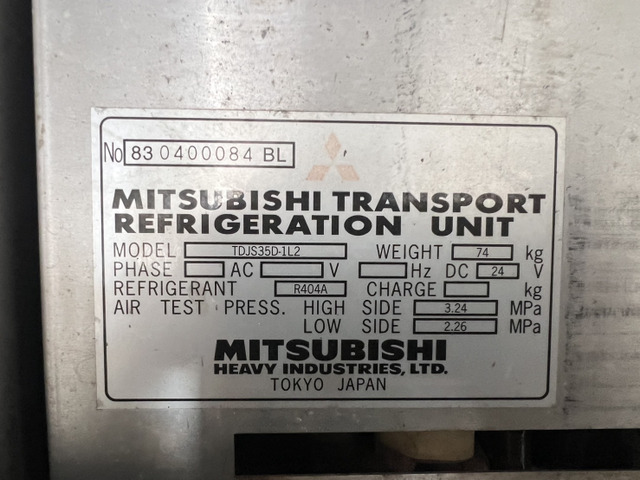 No 83 0400084 BL
MITSUBISHI TRANSPORT
REFRIGERATION UNIT
MODEL TDJS35D-1L2 WEIGHT 74 kg
PHASE AC V Hz DC 24 V
REFRIGERANT R404A CHARGE kg
AIR TEST PRESS. HIGH SIDE 3.24 MPa
LOW SIDE 2.26 MPa
MITSUBISHI
HEAVY INDUSTRIES, LTD.
TOKYO JAPAN